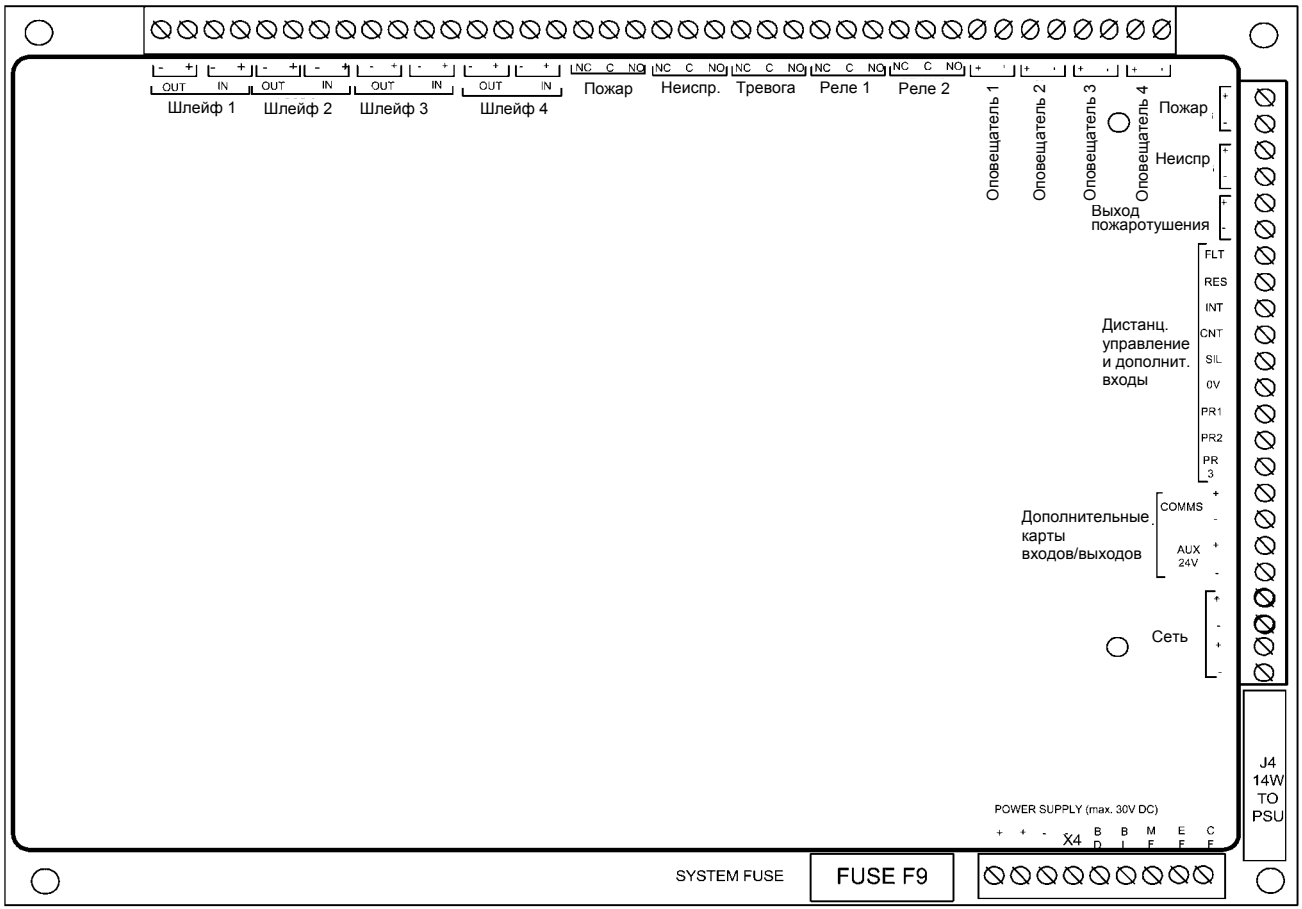 - + - + - + - + - + - + - + - + NC C NO NC C NO NC C NO NC C NO NC C NO + - + - + - + -
OUT IN OUT IN OUT IN OUT IN
Шлейф 1 Шлейф 2 Шлейф 3 Шлейф 4 Пожар Неиспр. Тревога Реле 1 Реле 2
Оповещатель 1
Оповещатель 2
Оповещатель 3
Оповещатель 4
Пожар + -
Неиспр + -
Выход
пожаротушения + -
FLT
RES
INT
CNT
SIL
0V
PR1
PR2
PR
3
Дистанц.
управление
и дополнит.
входы
Дополнительные
карты
входов/выходов
COMMS + -
AUX
24V + -
Сеть + - + -
J4
14W
TO
PSU
POWER SUPPLY (max. 30V DC)
+ + - X4 B B M E C
SYSTEM FUSE
FUSE F9